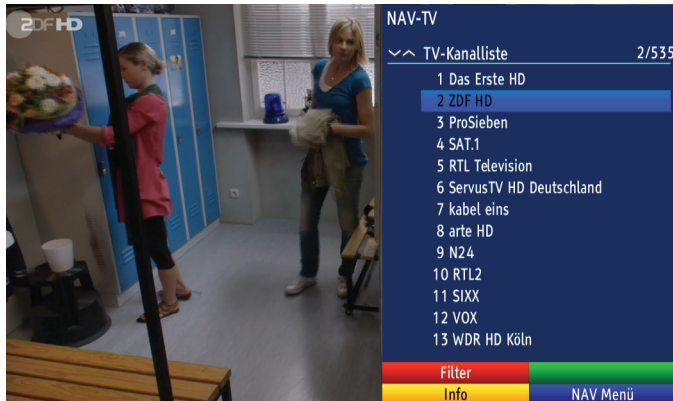 ZDF HD
NAV-TV
TV-Kanalliste 2/535
1 Das Erste HD
2 ZDF HD
3 ProSieben
4 SAT.1
5 RTL Television
6 ServusTV HD Deutschland
7 kabel eins
8 arte HD
9 N24
10 RTL2
11 SIXX
12 VOX
13 WDR HD Köln
Filter
Info NAV Menü